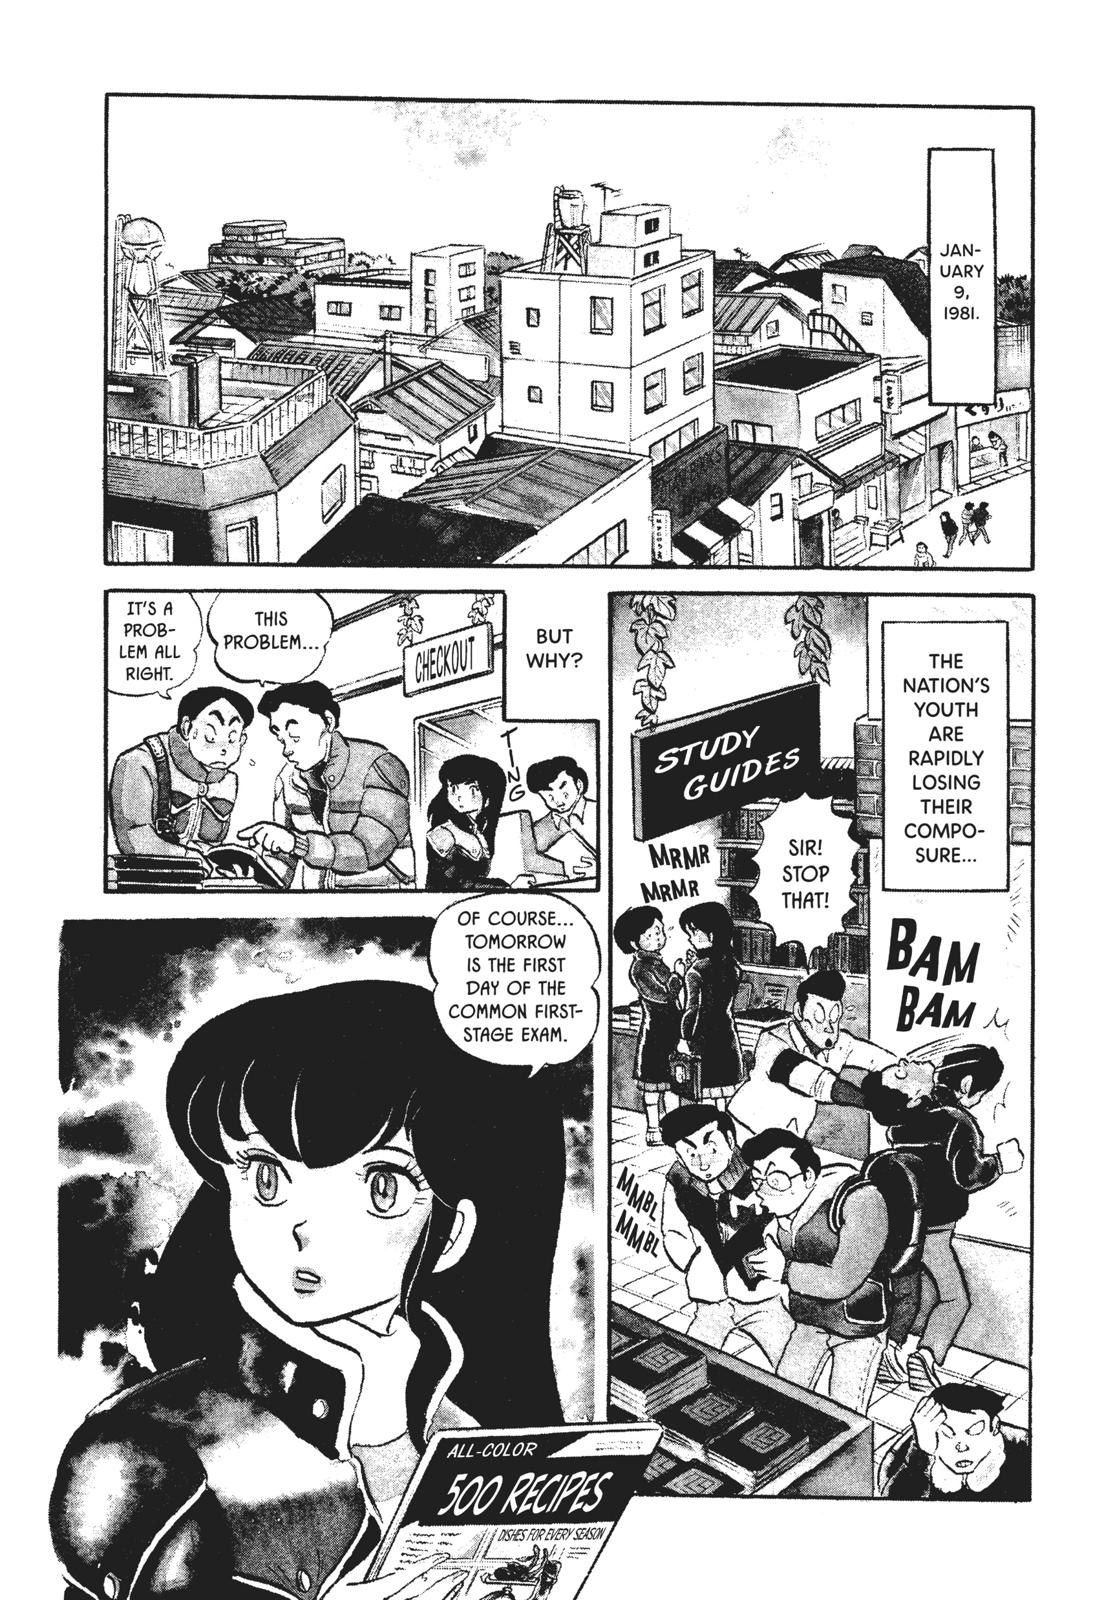 JAN-
UARY
9,
1981.
THE
NATION'S
YOUTH
ARE
RAPIDLY
LOSING
THEIR
COMPO-
SURE...
BUT
WHY?
IT'S A
PROB-
LEM ALL
RIGHT.
THIS
PROBLEM...
CHECKOUT
TING
STUDY
GUIDES
MRMR
MRMR
SIR!
STOP
THAT!
BAM
BAM
MMBL
MMBL
OF COURSE...
TOMORROW
IS THE FIRST
DAY OF THE
COMMON FIRST-
STAGE EXAM.
ALL-COLOR
500 RECIPES
DISHES FOR EVERY SEASON